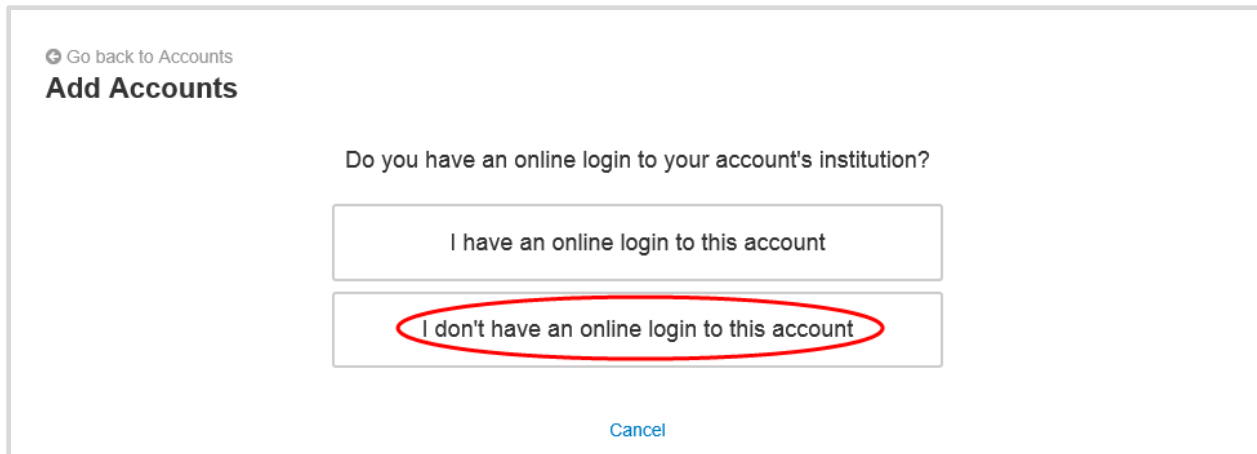 Go back to Accounts
Add Accounts
Do you have an online login to your account's institution?
I have an online login to this account
I don't have an online login to this account
Cancel